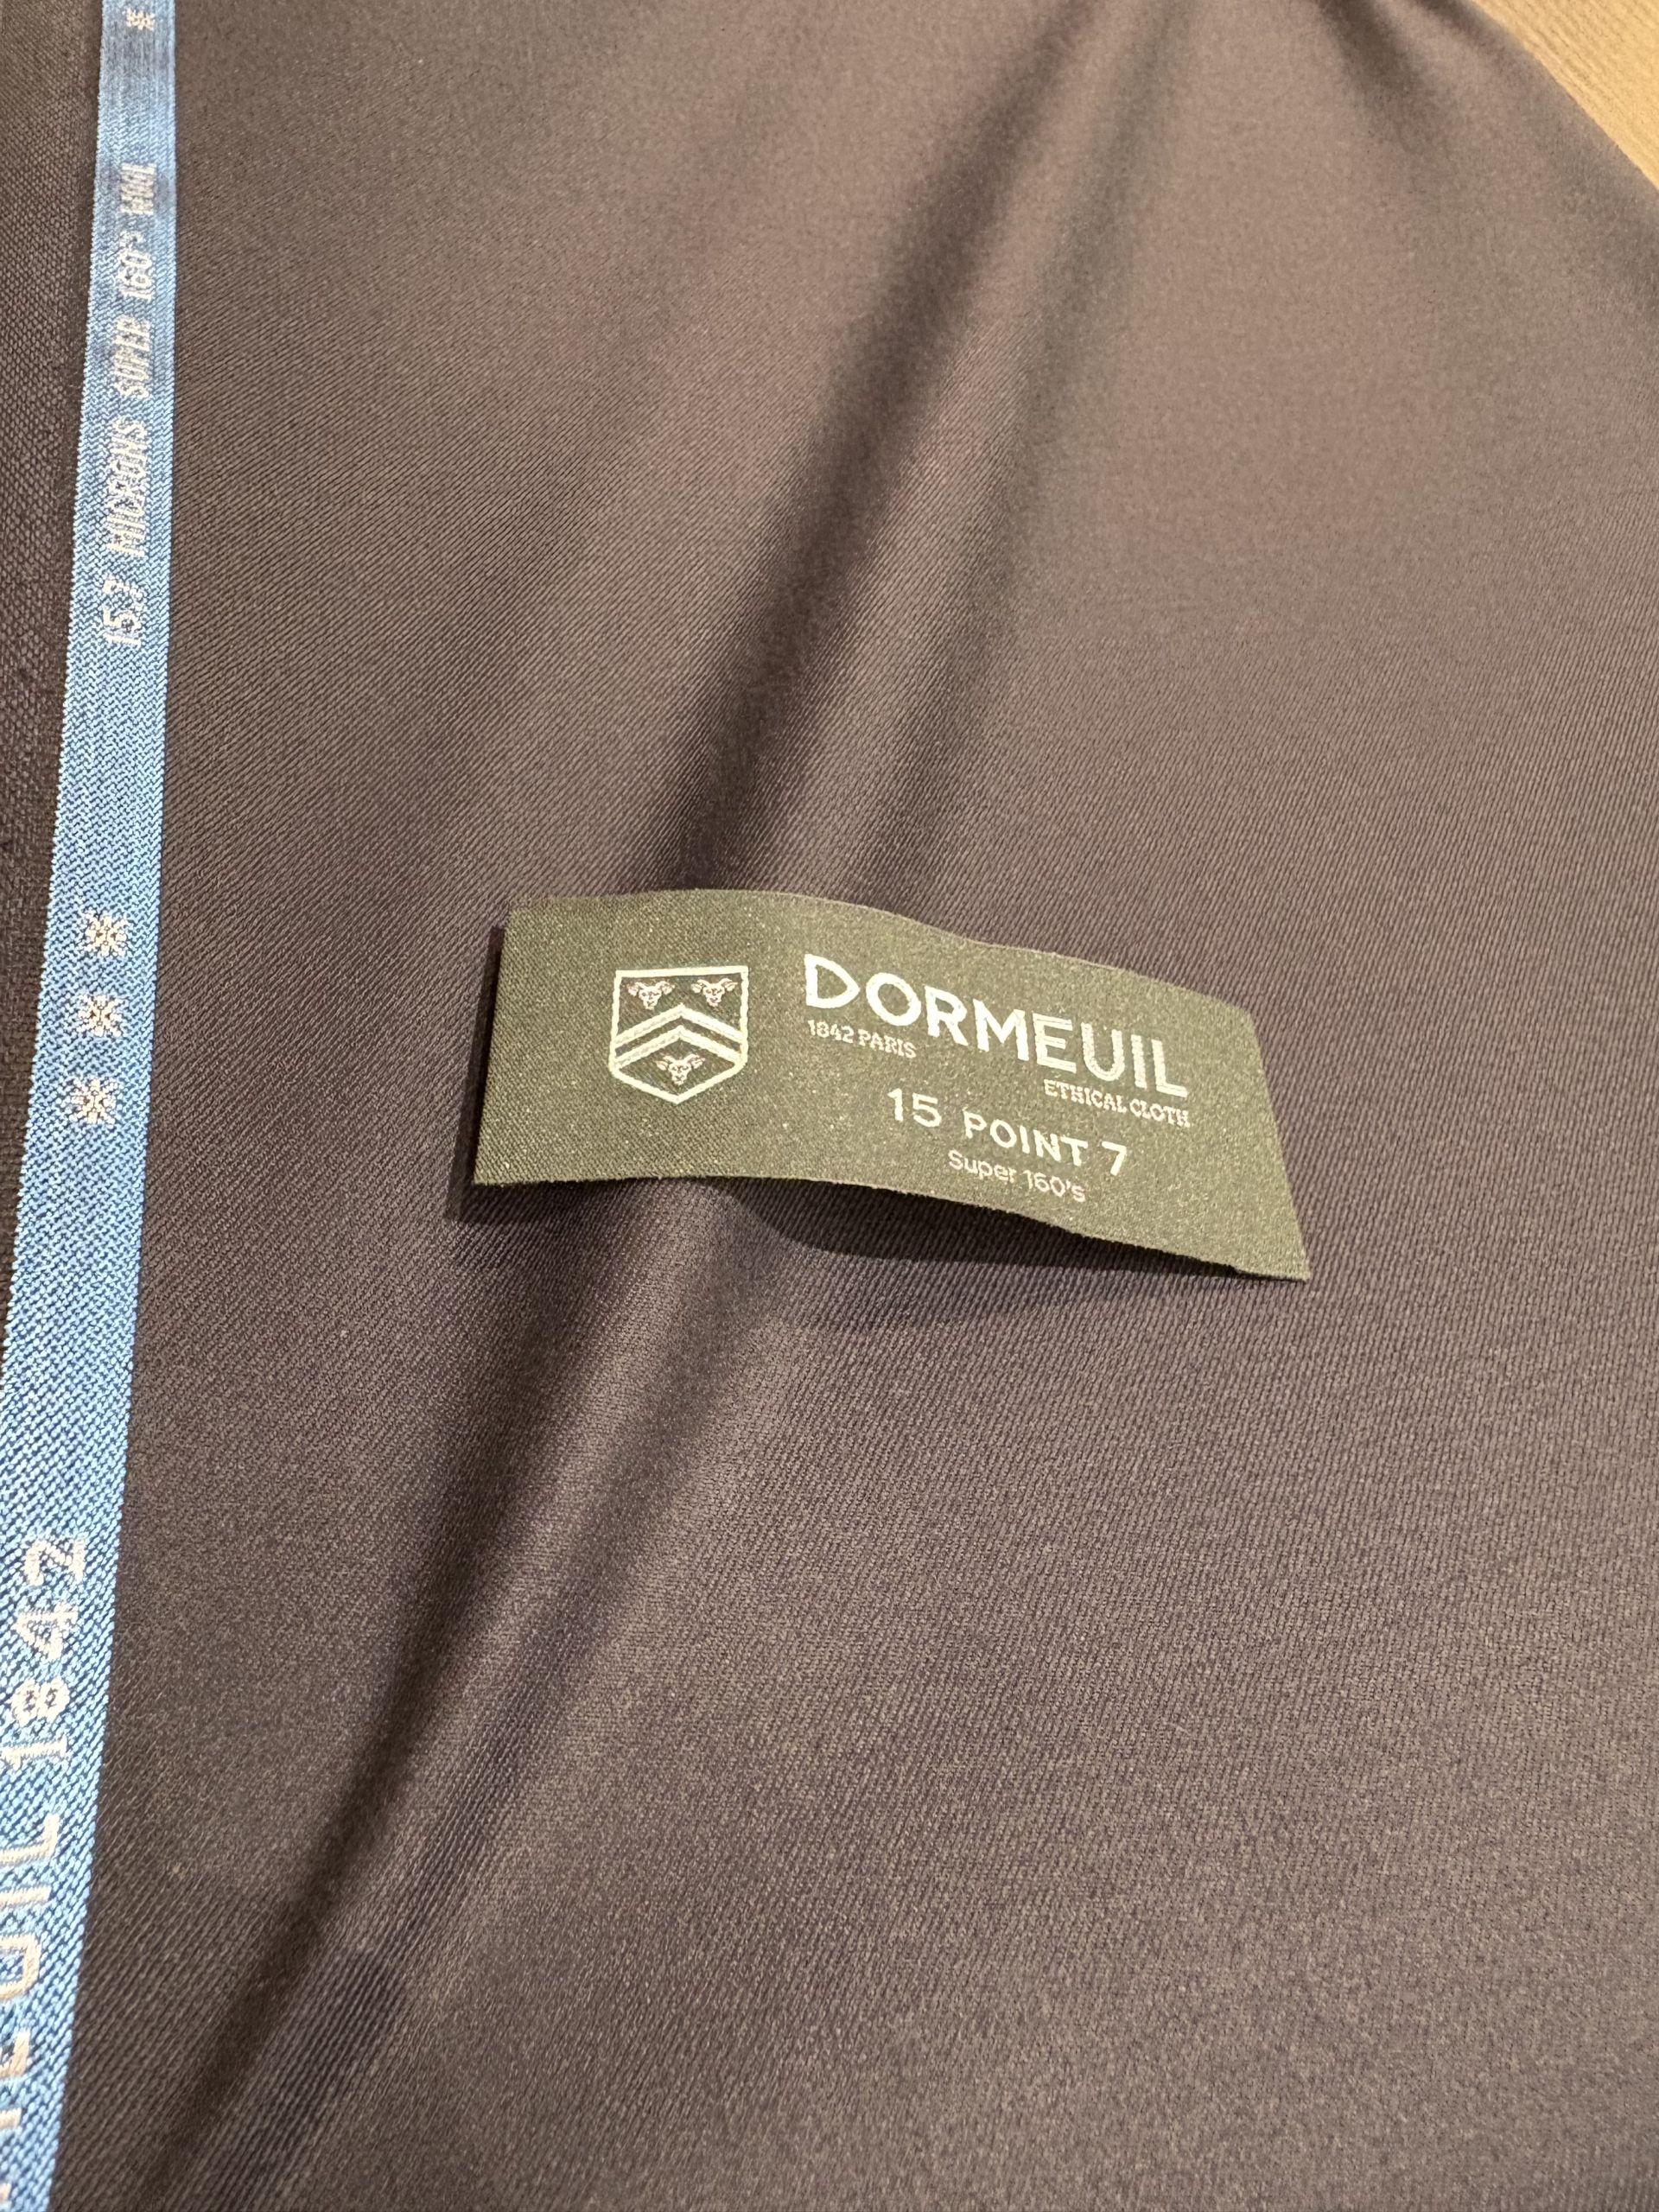 DORMEUIL
1842 PARIS
ETHICAL CLOTH
15 POINT 7
Super 160's
15.7 MICRONS SUPER 160'S
1842